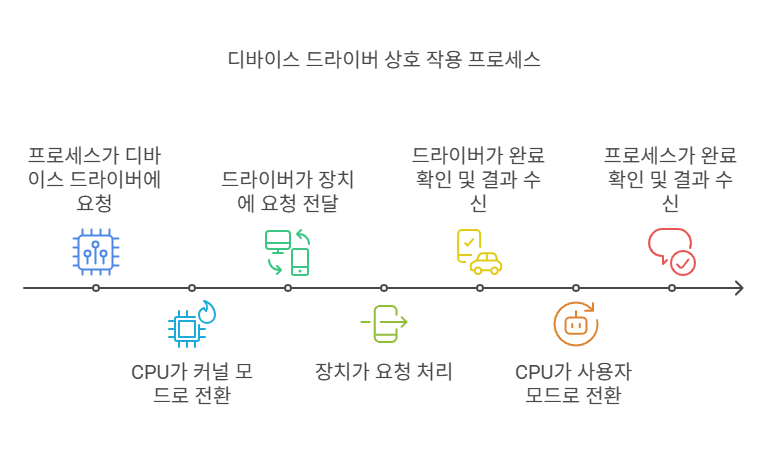 디바이스 드라이버 상호 작용 프로세스
프로세스가 디바
이스 드라이버에
요청
CPU가 커널 모
드로 전환
드라이버가 장치
에 요청 전달
장치가 요청 처리
드라이버가 완료
확인 및 결과 수
신
CPU가 사용자
모드로 전환
프로세스가 완료
확인 및 결과 수
신